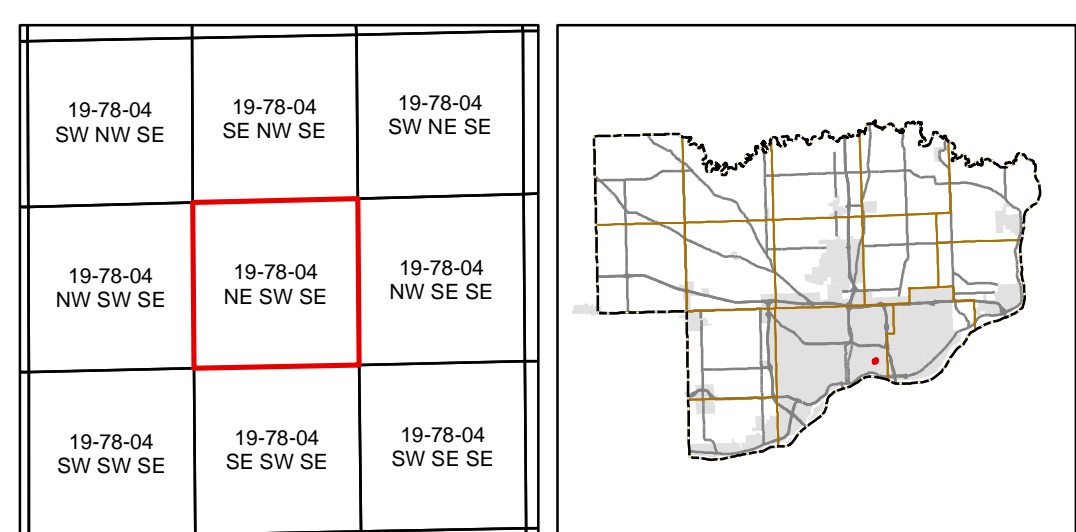 19-78-04
SW NW SE
19-78-04
SE NW SE
19-78-04
SW NE SE
19-78-04
NW SW SE
19-78-04
NE SW SE
19-78-04
NW SE SE
19-78-04
SW SW SE
19-78-04
SE SW SE
19-78-04
SW SE SE